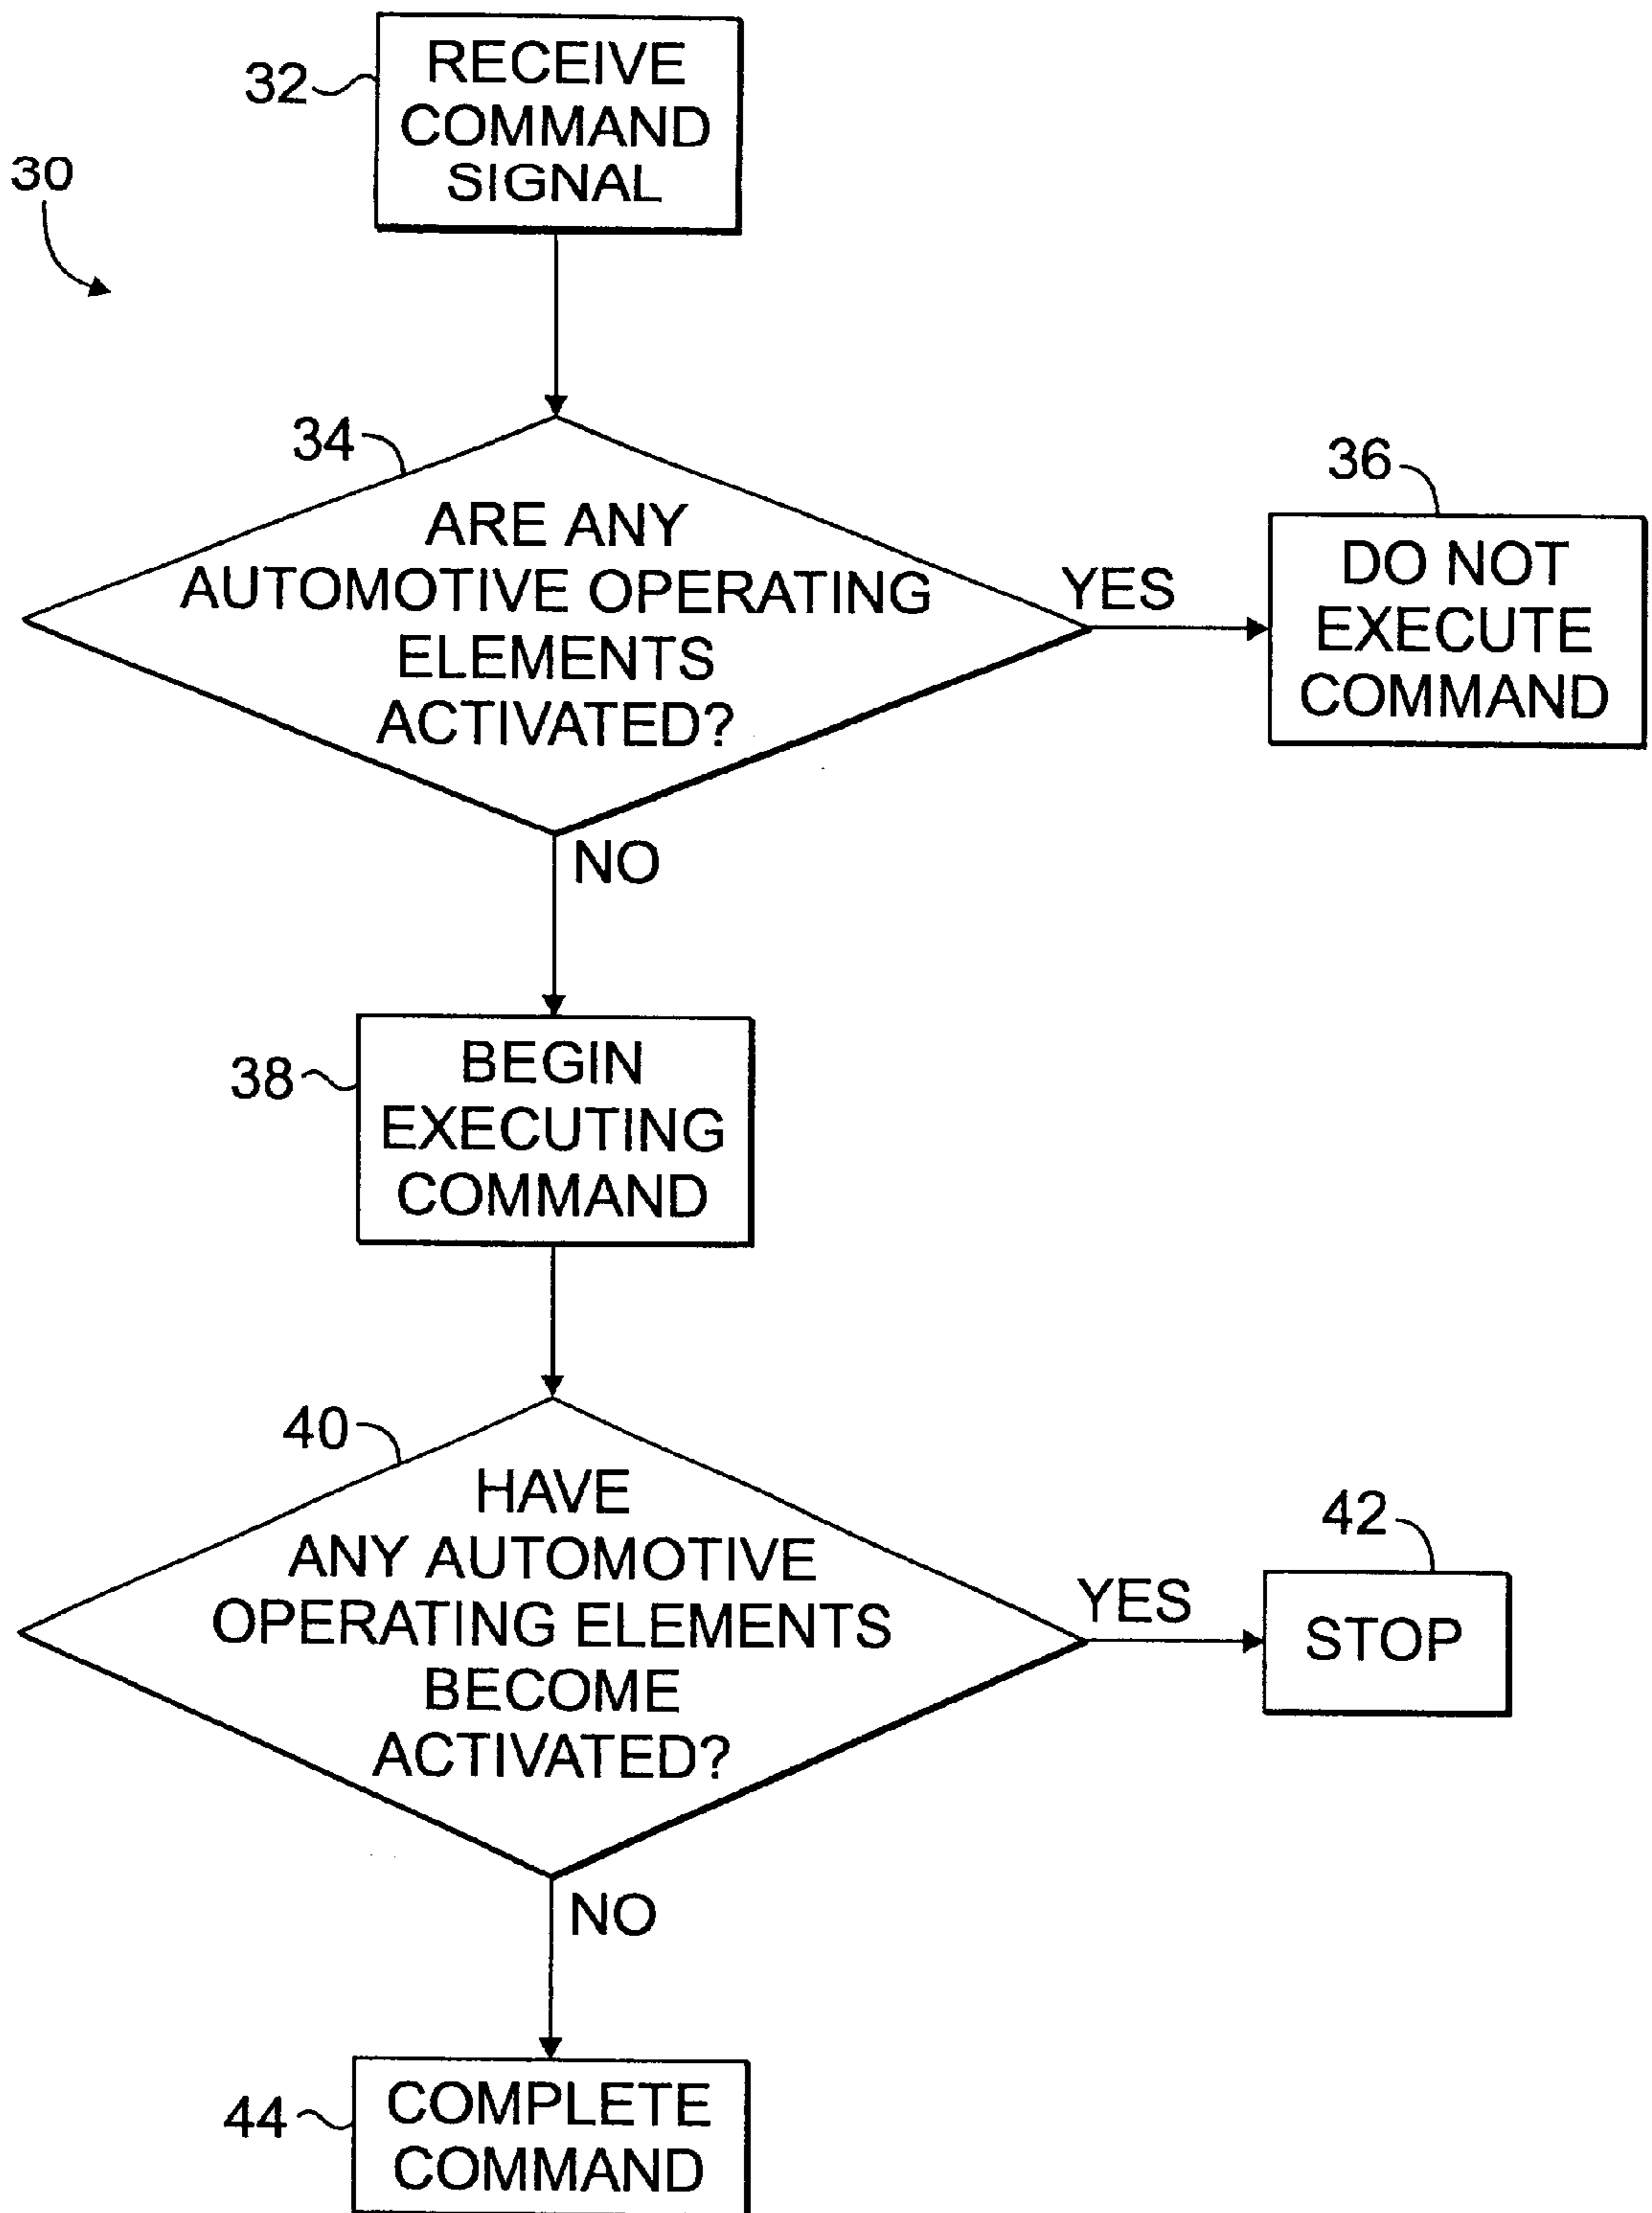 32
RECEIVE
COMMAND
SIGNAL
30
34
ARE ANY
AUTOMOTIVE OPERATING
ELEMENTS
ACTIVATED?
YES
36
DO NOT
EXECUTE
COMMAND
NO
38
BEGIN
EXECUTING
COMMAND
40
HAVE
ANY AUTOMOTIVE
OPERATING ELEMENTS
BECOME
ACTIVATED?
YES
42
STOP
NO
44
COMPLETE
COMMAND